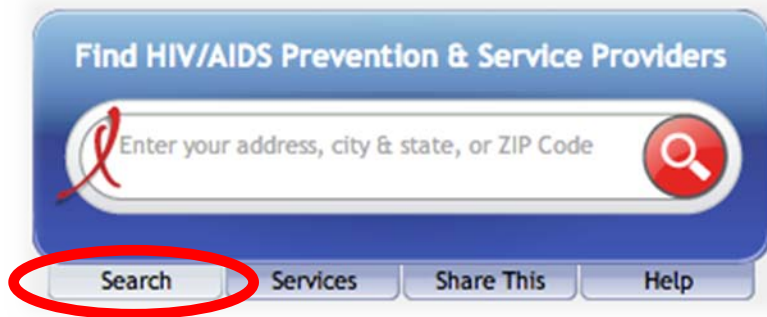 Find HIV/AIDS Prevention & Service Providers
Enter your address, city & state, or ZIP Code
Search Services Share This Help